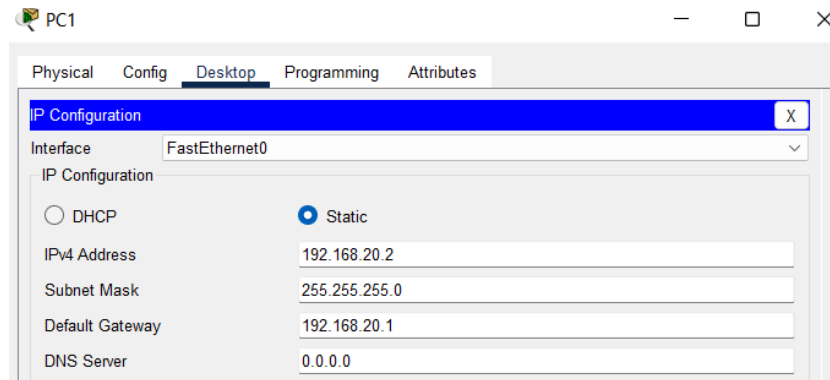 PC1
Physical Config Desktop Programming Attributes
IP Configuration X
Interface FastEthernet0
IP Configuration
DHCP Static
IPv4 Address 192.168.20.2
Subnet Mask 255.255.255.0
Default Gateway 192.168.20.1
DNS Server 0.0.0.0